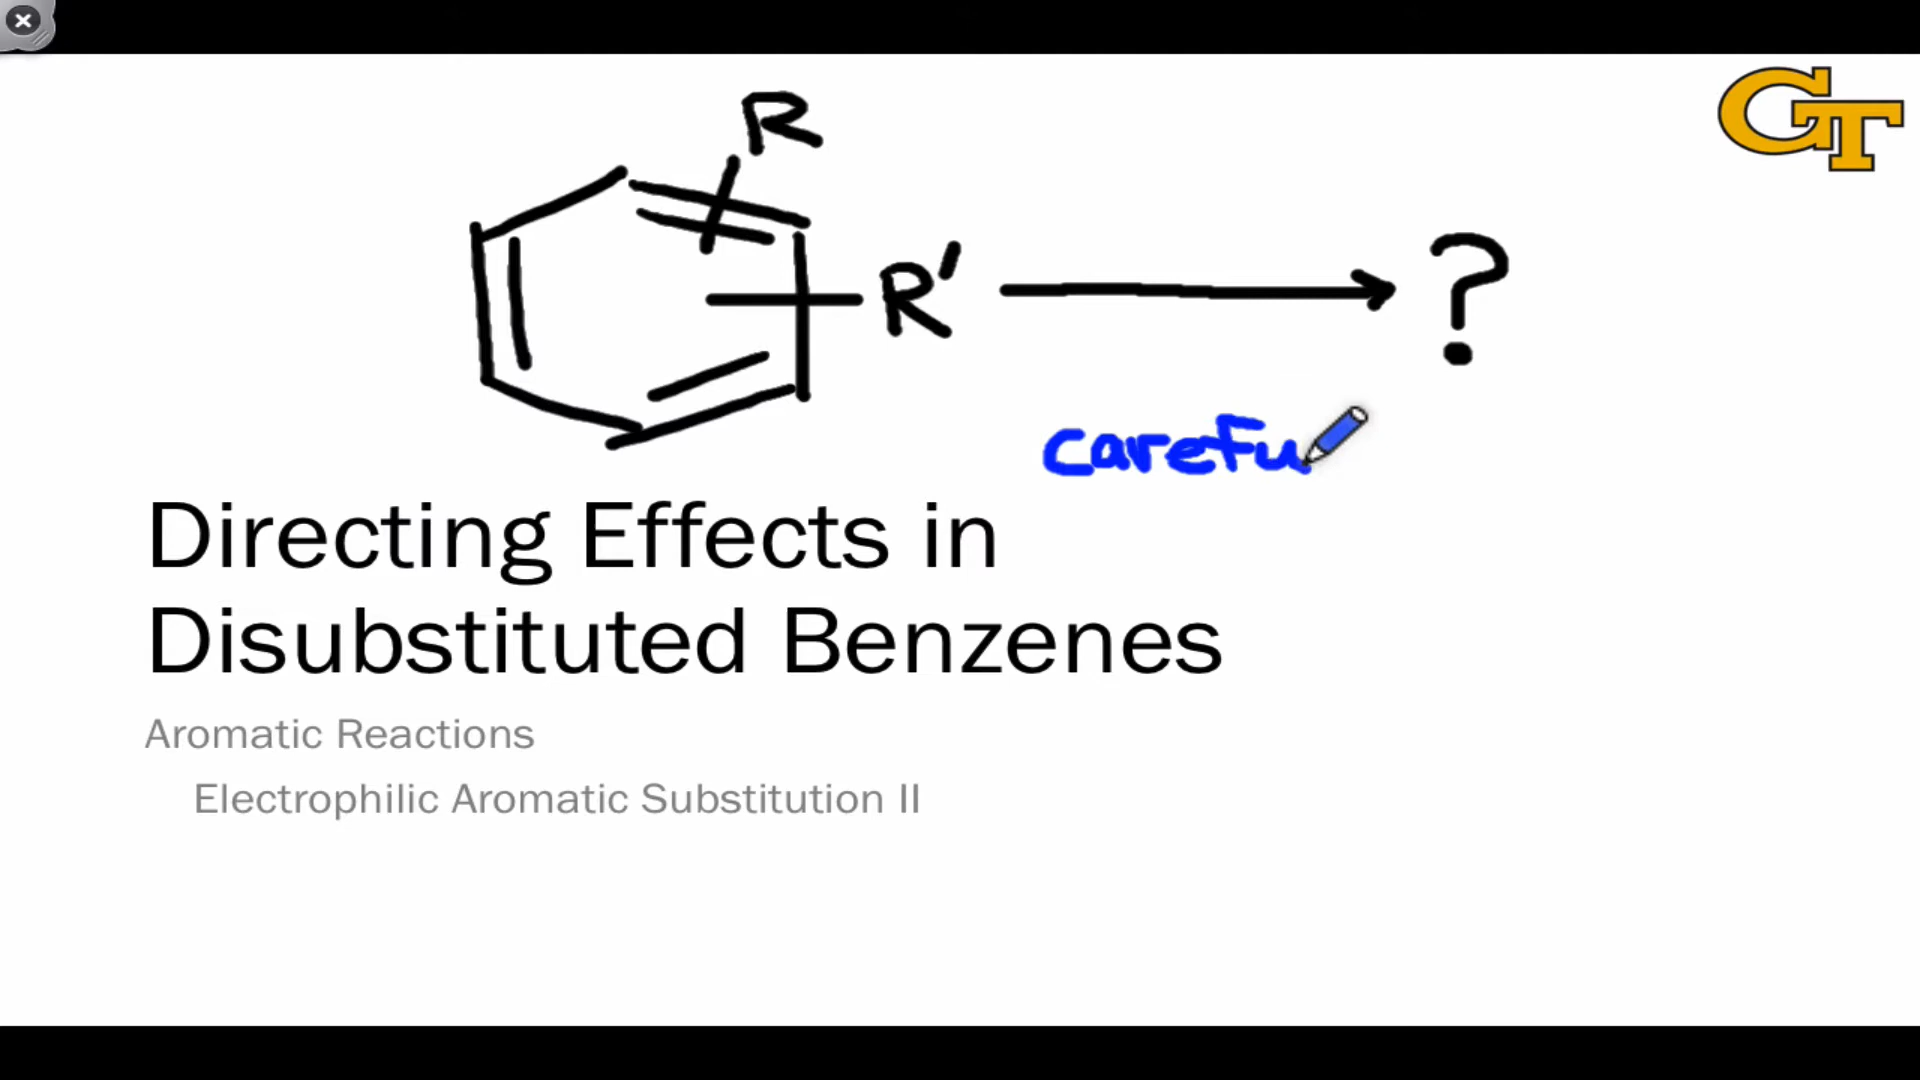 GT
R
R'
?
carefu
Directing Effects in
Disubstituted Benzenes
Aromatic Reactions
Electrophilic Aromatic Substitution II